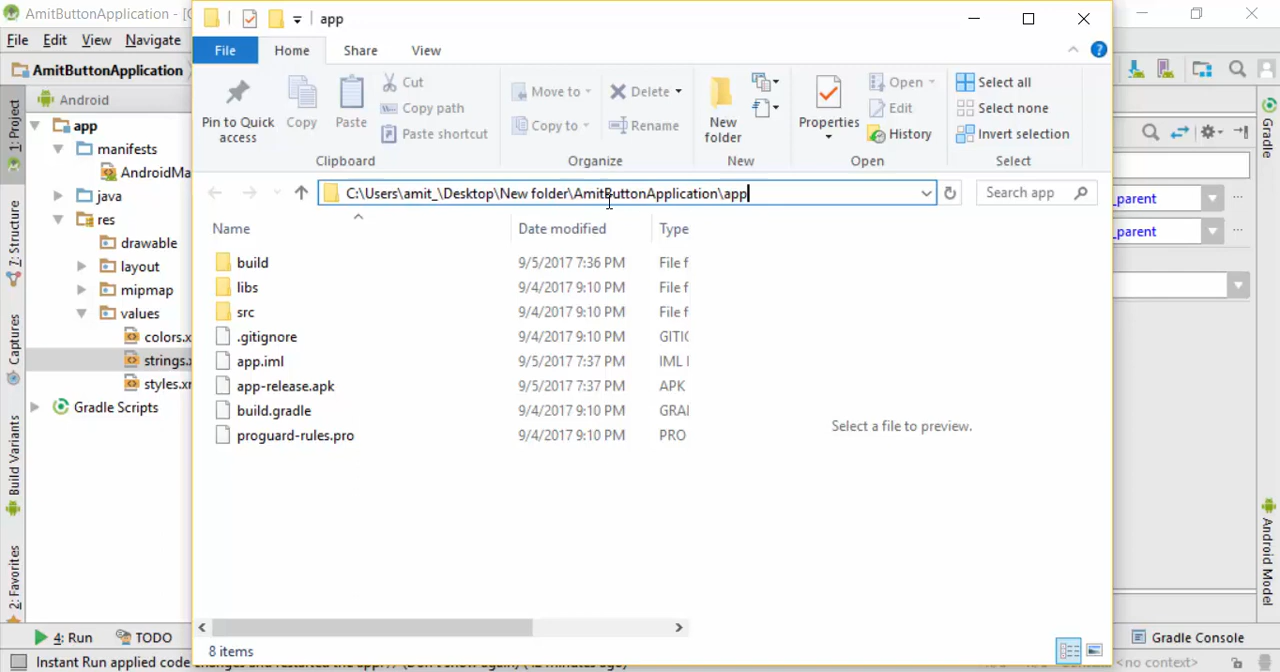 AmitButtonApplication - [
app
File Edit View Navigate
File Home Share View
AmitButtonApplication
Pin to Quick access
Copy
Paste
Cut
Copy path
Paste shortcut
Clipboard
Move to
Copy to
Delete
Rename
Organize
New folder
New
Properties
Open
Edit
History
Open
Select all
Select none
Invert selection
Select
C:\Users\amit_\Desktop\New folder\AmitButtonApplication\app
Search app
Name Date modified Type
build 9/5/2017 7:36 PM File f
libs 9/4/2017 9:10 PM File f
src 9/4/2017 9:10 PM File f
.gitignore 9/4/2017 9:10 PM
app.iml 9/5/2017 7:37 PM IML
app-release.apk 9/5/2017 7:37 PM APK
build.gradle 9/4/2017 9:10 PM
proguard-rules.pro 9/4/2017 9:10 PM PRO
Select a file to preview.
8 items
Android
app
manifests
AndroidMa
java
res
drawable
layout
mipmap
values
colors.x
strings.
styles.x
Gradle Scripts
1: Project
7: Structure
Captures
Build Variants
2: Favorites
_parent
_parent
Gradle
Android Model
4: Run
TODO
Gradle Console
Instant Run applied code
<no context>